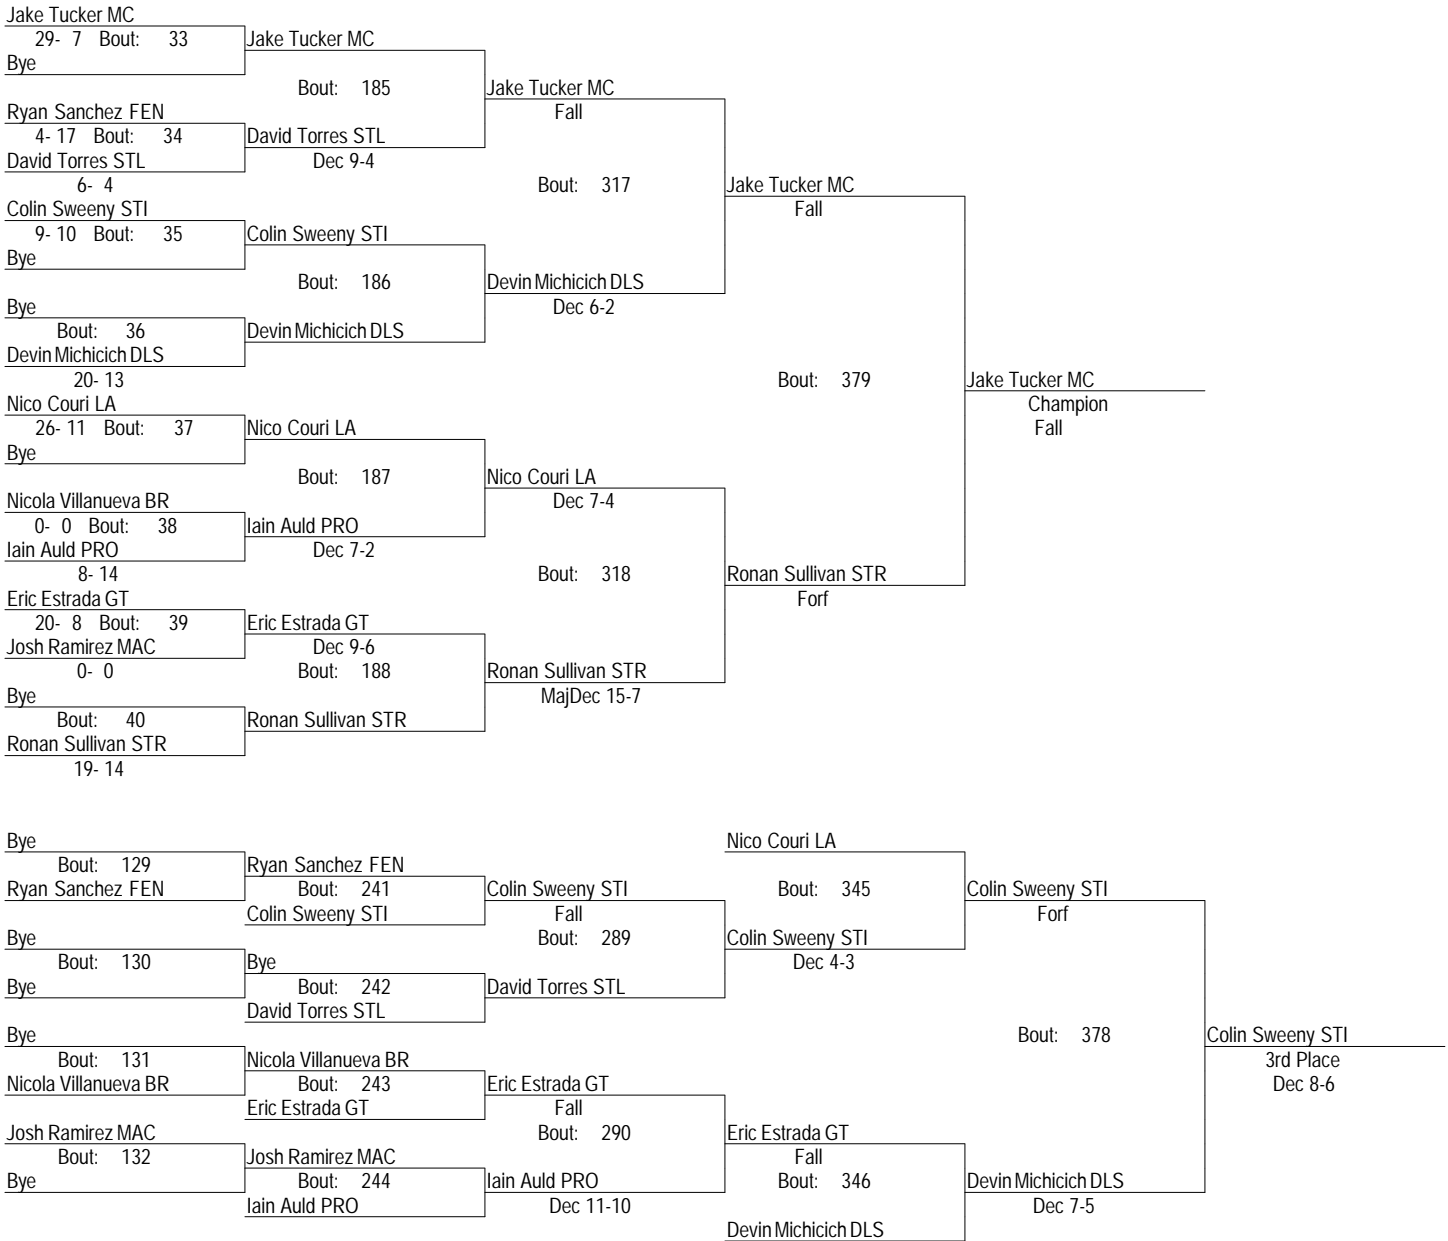 Jake Tucker MC
29- 7 Bout: 33 Jake Tucker MC
Bye
Bout: 185 Jake Tucker MC
Ryan Sanchez FEN Fall
4- 17 Bout: 34 David Torres STL
David Torres STL Dec 9-4
6- 4 Bout: 317 Jake Tucker MC
Colin Sweeny STI Fall
9- 10 Bout: 35 Colin Sweeny STI
Bye
Bout: 186 Devin Michicich DLS
Bye Dec 6-2
Bout: 36 Devin Michicich DLS
Devin Michicich DLS
20- 13 Bout: 379 Jake Tucker MC
Nico Couri LA Champion
26- 11 Bout: 37 Nico Couri LA Fall
Bye
Bout: 187 Nico Couri LA
Nicola Villanueva BR Dec 7-4
0- 0 Bout: 38 Iain Auld PRO
Iain Auld PRO Dec 7-2
8- 14 Bout: 318 Ronan Sullivan STR
Eric Estrada GT Forf
20- 8 Bout: 39 Eric Estrada GT
Josh Ramirez MAC Dec 9-6
0- 0 Bout: 188 Ronan Sullivan STR
Bye MajDec 15-7
Bout: 40 Ronan Sullivan STR
Ronan Sullivan STR
19- 14
Bye Nico Couri LA
Bout: 129 Ryan Sanchez FEN
Ryan Sanchez FEN Bout: 241 Colin Sweeny STI Bout: 345 Colin Sweeny STI
Colin Sweeny STI Fall Forf
Bye Bout: 289 Colin Sweeny STI
Bout: 130 Bye Dec 4-3
Bye Bout: 242 David Torres STL
David Torres STL
Bye Bout: 378 Colin Sweeny STI
Bout: 131 Nicola Villanueva BR 3rd Place
Nicola Villanueva BR Bout: 243 Eric Estrada GT Dec 8-6
Eric Estrada GT Fall
Josh Ramirez MAC Bout: 290 Eric Estrada GT
Bout: 132 Josh Ramirez MAC Fall
Bye Bout: 244 Iain Auld PRO Bout: 346 Devin Michicich DLS
Iain Auld PRO Dec 11-10 Dec 7-5
Devin Michicich DLS